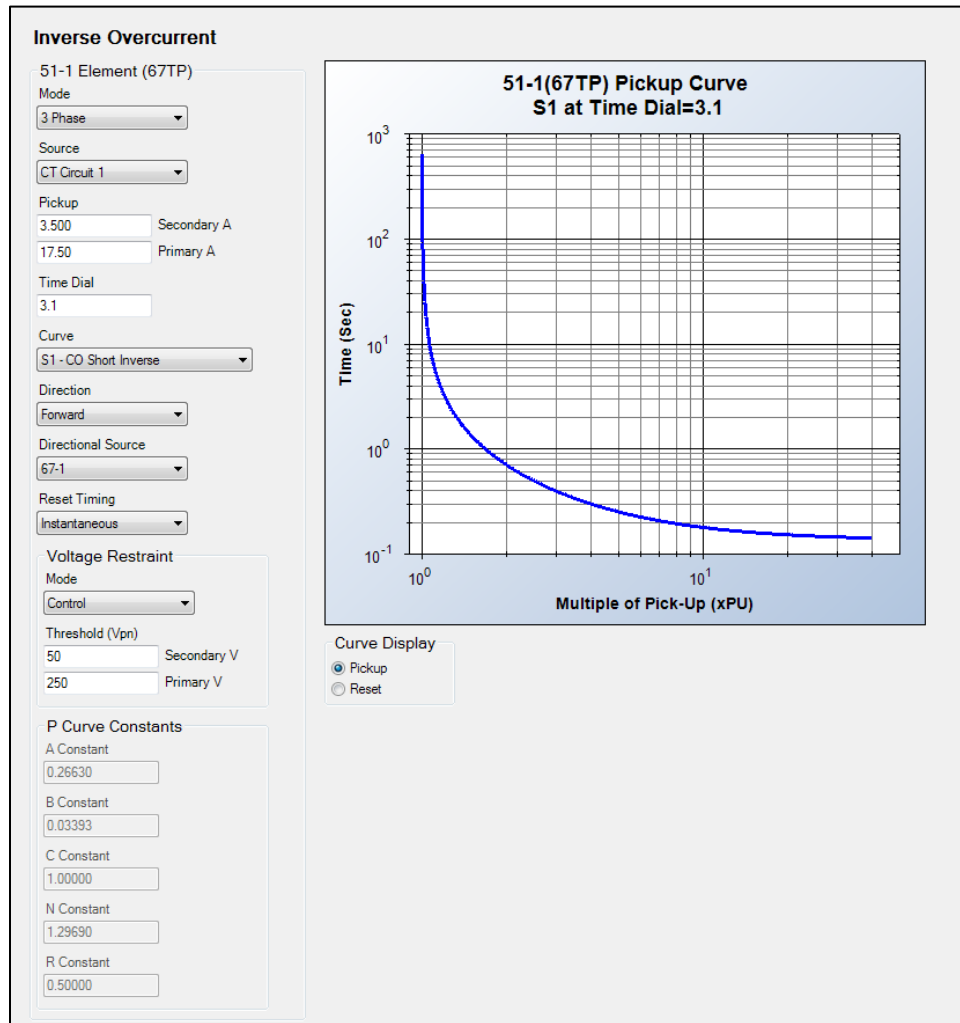 Inverse Overcurrent
51-1 Element (67TP)
Mode
3 Phase
Source
CT Circuit 1
Pickup
3.500 Secondary A
17.50 Primary A
Time Dial
3.1
Curve
S1 - CO Short Inverse
Direction
Forward
Directional Source
67-1
Reset Timing
Instantaneous
Voltage Restraint
Mode
Control
Threshold (Vpn)
50 Secondary V
250 Primary V
P Curve Constants
A Constant
0.26630
B Constant
0.03393
C Constant
1.00000
N Constant
1.29690
R Constant
0.50000
51-1(67TP) Pickup Curve
S1 at Time Dial=3.1
Time (Sec)
10³
10²
10¹
10⁰
10⁻¹
10⁰ 10¹
Multiple of Pick-Up (xPU)
Curve Display
Pickup
Reset